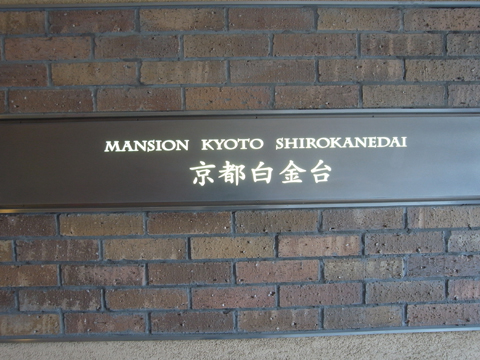 MANSION KYOTO SHIROKANEDAI
京都白金台